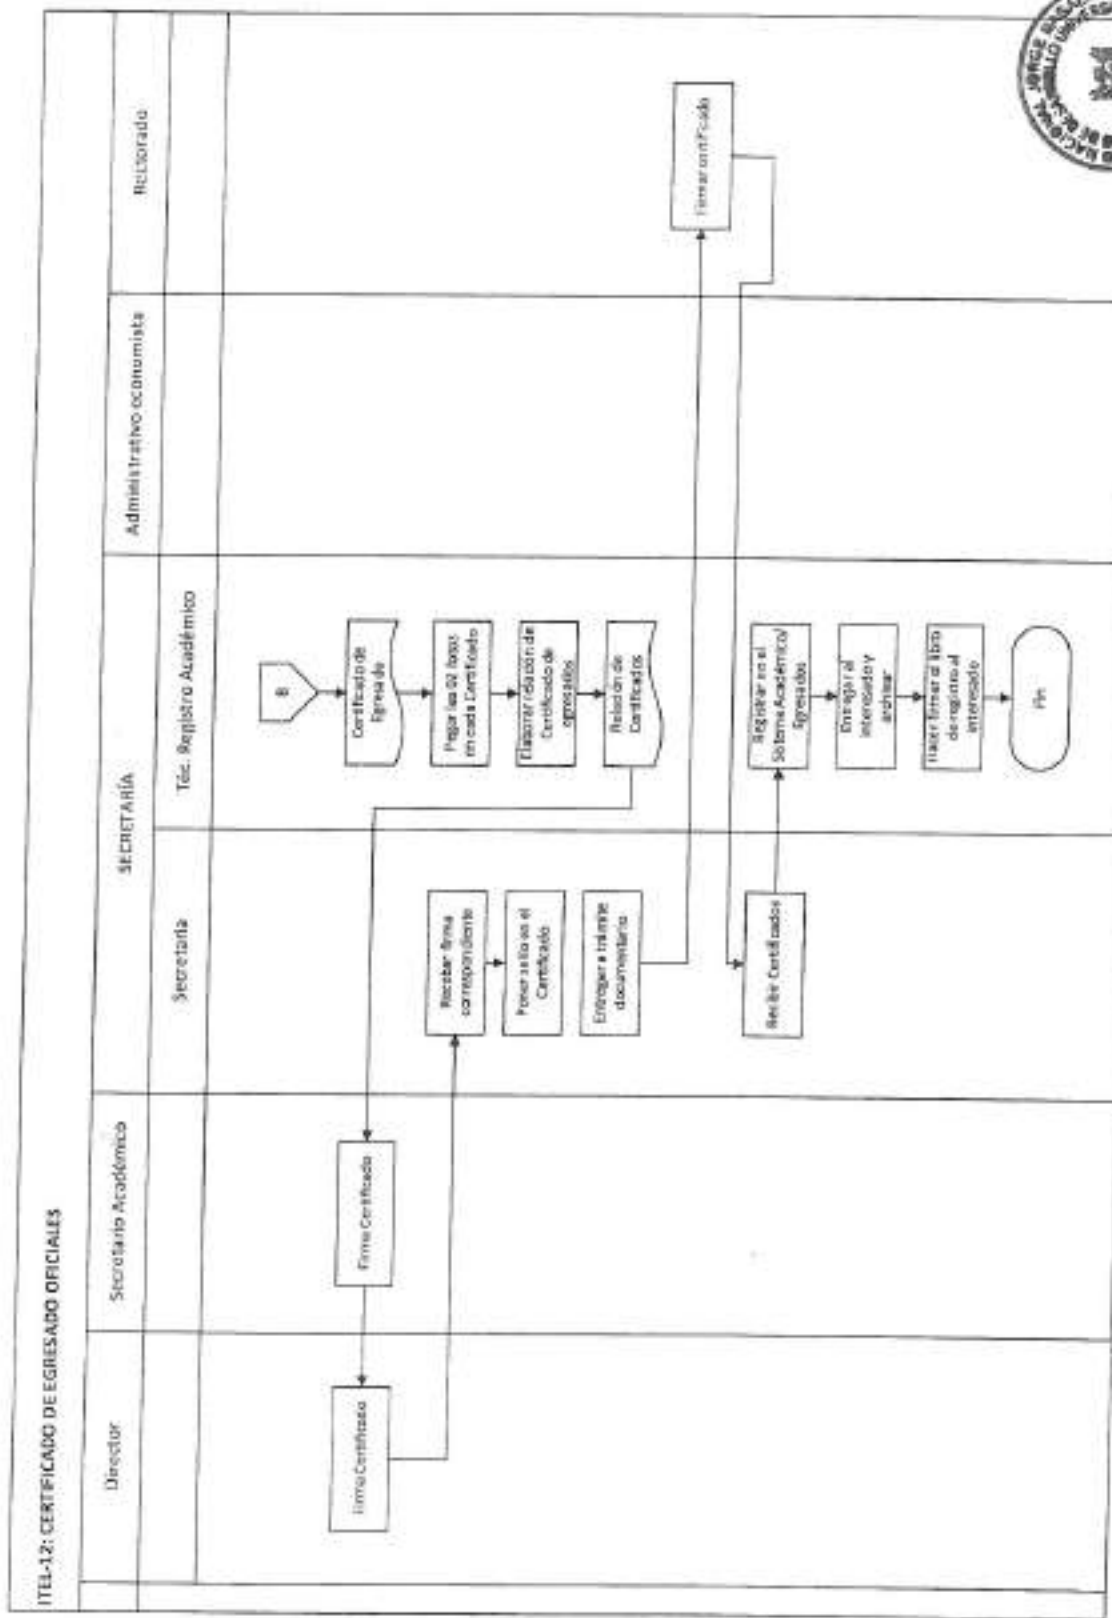 ITEL-12: CERTIFICADO DE EGRESADO OFICIALES
Director
Secretario Académico
SECRETARÍA
Secretaria
Téc. Registro Académico
Administrativo economista
Rectorado
B
Certificado de
Egresado
Pegar las 02 fotos
en cada Certificado
Elaborar relación de
Certificado de
egresados
Relación de
Certificados
Firma Certificado
Firma Certificado
Recabar firma
correspondiente
Poner sello en el
Certificado
Entregar a trámite
documentario
Firmar certificado
Recibir Certificados
Registrar en el
Sistema Académico/
Egresados
Entregar al
interesado y
archivar
Hacer firmar el libro
de registro al
interesado
Fin
NACIONAL JORGE